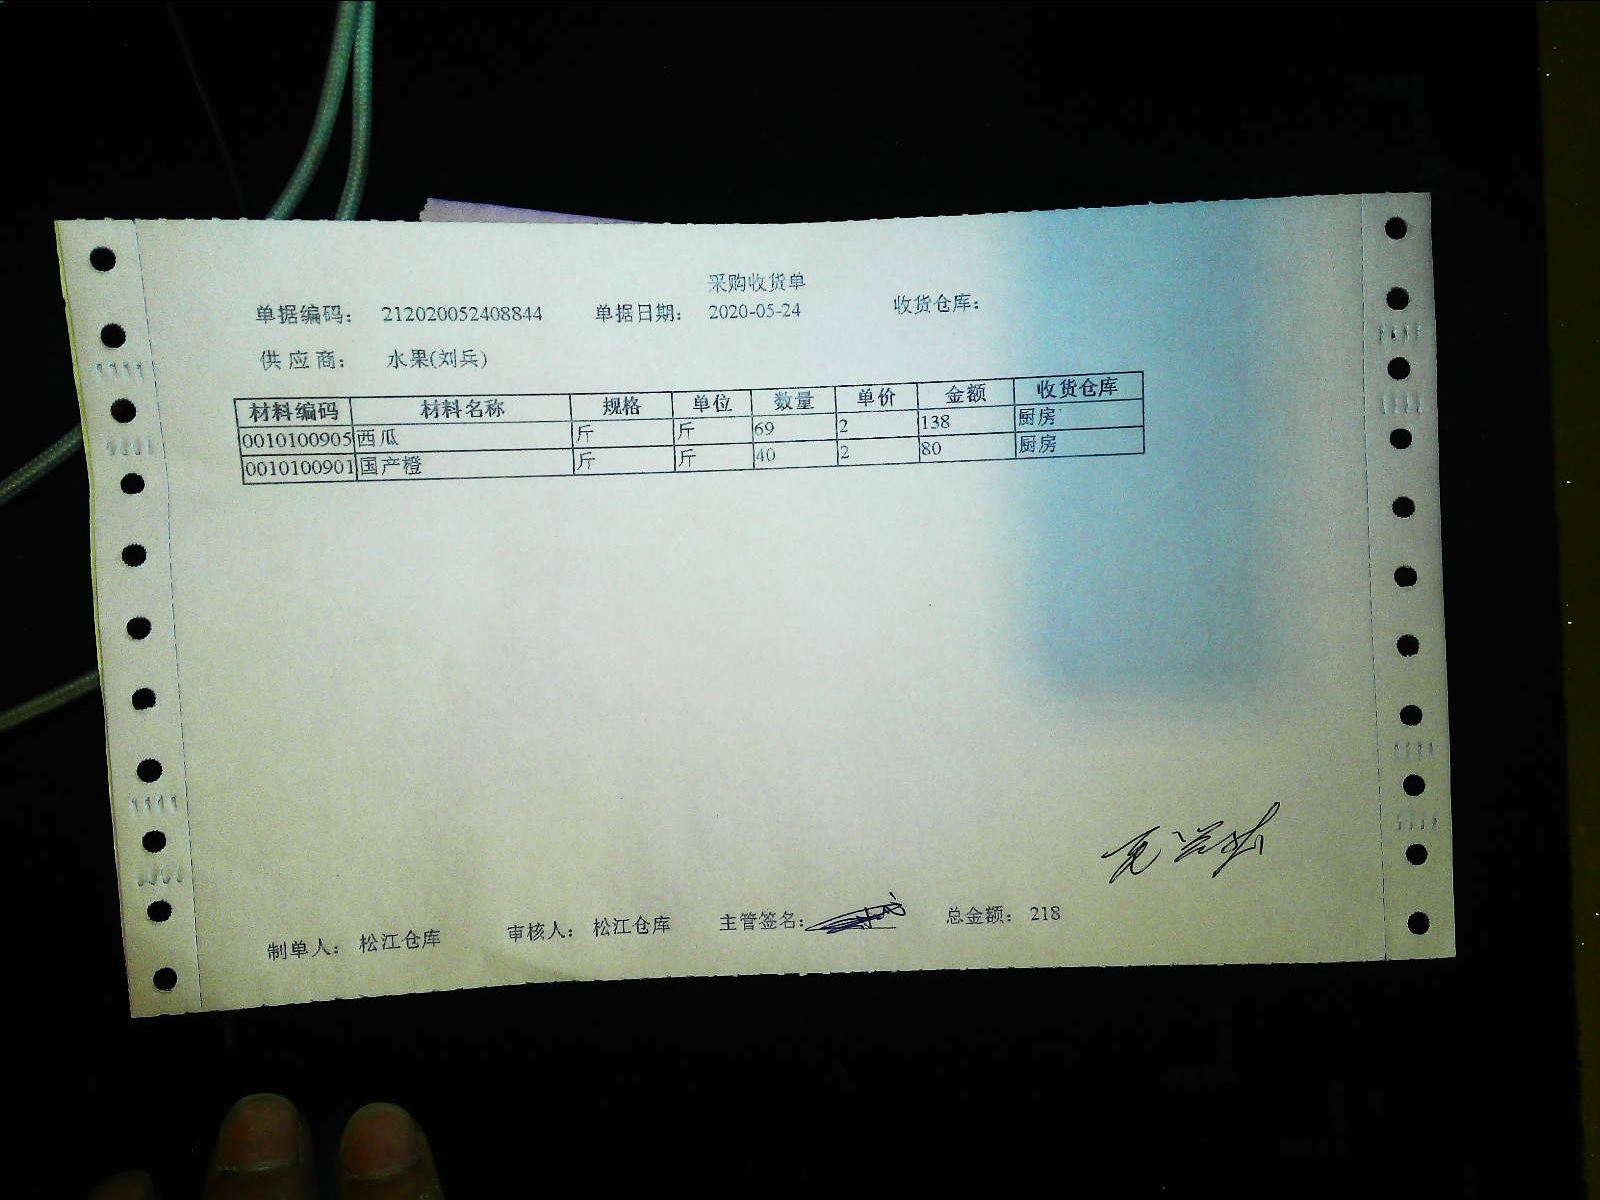 采购收货单
单据编码: 212020052408844 单据日期: 2020-05-24 收货仓库:
供应商: 水果(刘兵)
材料编码 材料名称 规格 单位 数量 单价 金额 收货仓库
0010100905 西瓜 斤 斤 69 2 138 厨房
0010100901 国产橙 斤 斤 40 2 80 厨房
制单人: 松江仓库 审核人: 松江仓库 主管签名: 总金额: 218